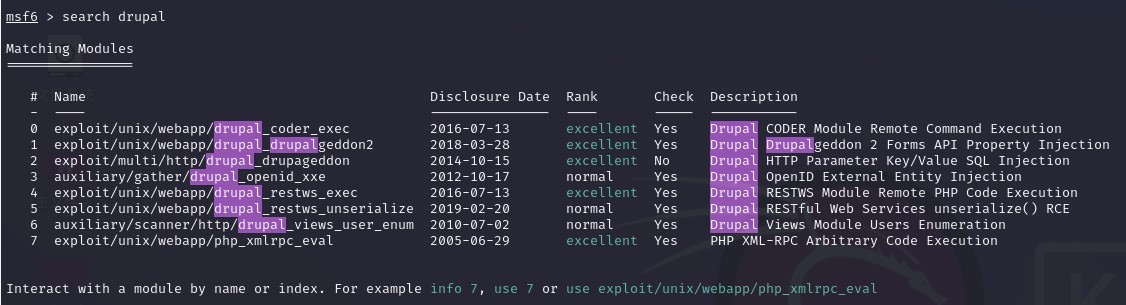 msf6 > search drupal
Matching Modules
================
# Name Disclosure Date Rank Check Description
- ---- --------------- ---- ----- -----------
0 exploit/unix/webapp/drupal_coder_exec 2016-07-13 excellent Yes Drupal CODER Module Remote Command Execution
1 exploit/unix/webapp/drupal_drupalgeddon2 2018-03-28 excellent Yes Drupal Drupalgeddon 2 Forms API Property Injection
2 exploit/multi/http/drupal_drupageddon 2014-10-15 excellent No Drupal HTTP Parameter Key/Value SQL Injection
3 auxiliary/gather/drupal_openid_xxe 2012-10-17 normal Yes Drupal OpenID External Entity Injection
4 exploit/unix/webapp/drupal_restws_exec 2016-07-13 excellent Yes Drupal RESTWS Module Remote PHP Code Execution
5 exploit/unix/webapp/drupal_restws_unserialize 2019-02-20 normal Yes Drupal RESTful Web Services unserialize() RCE
6 auxiliary/scanner/http/drupal_views_user_enum 2010-07-02 normal Yes Drupal Views Module Users Enumeration
7 exploit/unix/webapp/php_xmlrpc_eval 2005-06-29 excellent Yes PHP XML-RPC Arbitrary Code Execution
Interact with a module by name or index. For example info 7, use 7 or use exploit/unix/webapp/php_xmlrpc_eval